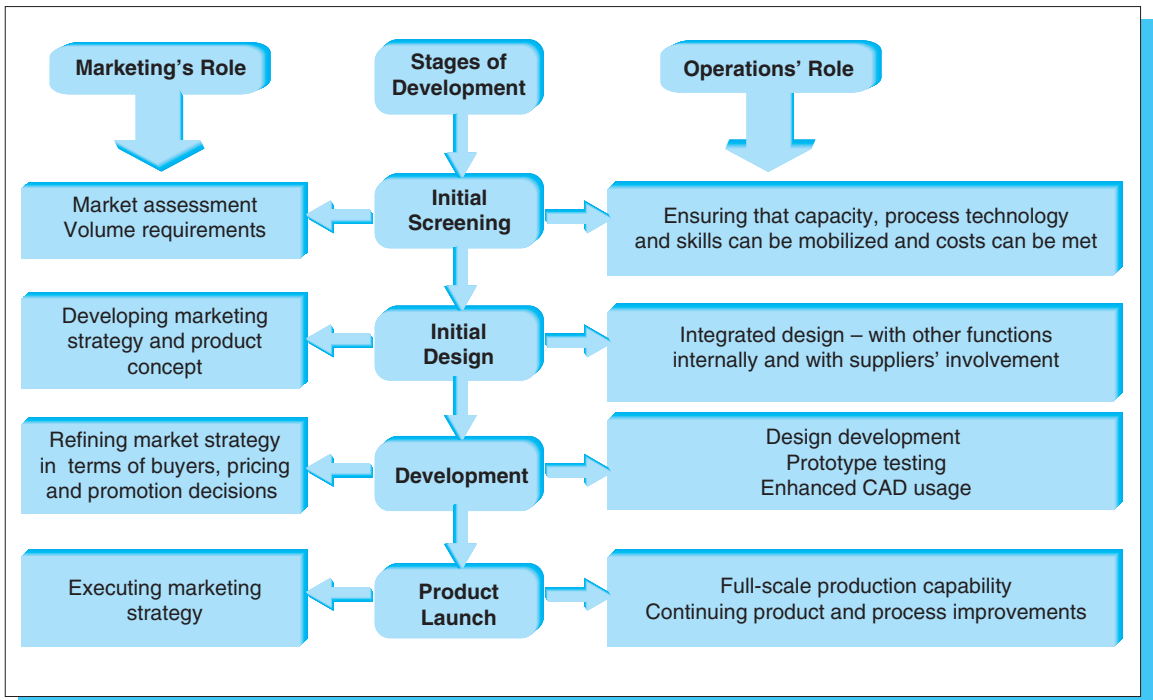 Marketing's Role
Stages of
Development
Operations' Role
Market assessment
Volume requirements
Initial
Screening
Ensuring that capacity, process technology
and skills can be mobilized and costs can be met
Developing marketing
strategy and product
concept
Initial
Design
Integrated design – with other functions
internally and with suppliers' involvement
Refining market strategy
in terms of buyers, pricing
and promotion decisions
Development
Design development
Prototype testing
Enhanced CAD usage
Executing marketing
strategy
Product
Launch
Full-scale production capability
Continuing product and process improvements